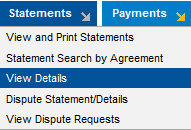 Statements Payments
View and Print Statements
Statement Search by Agreement
View Details
Dispute Statement/Details
View Dispute Requests